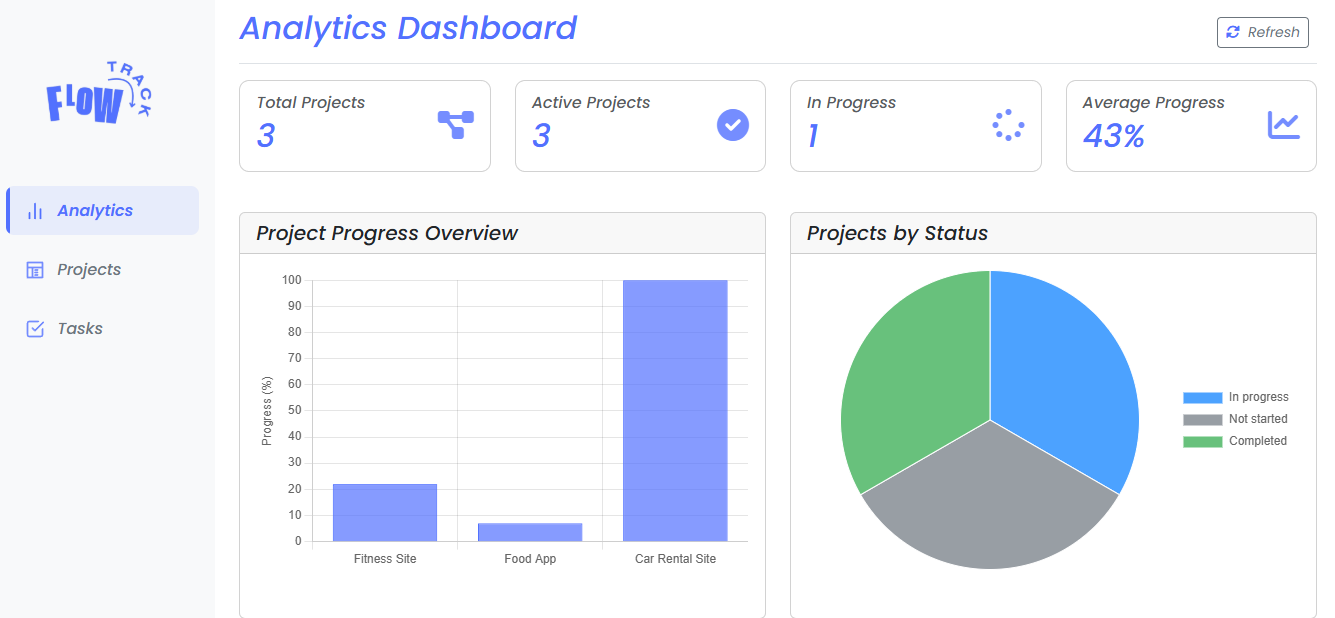 FLOW TRACK
Analytics Dashboard
Refresh
Analytics
Projects
Tasks
Total Projects
3
Active Projects
3
In Progress
1
Average Progress
43%
Project Progress Overview
Progress (%)
100
90
80
70
60
50
40
30
20
10
0
Fitness Site
Food App
Car Rental Site
Projects by Status
In progress
Not started
Completed